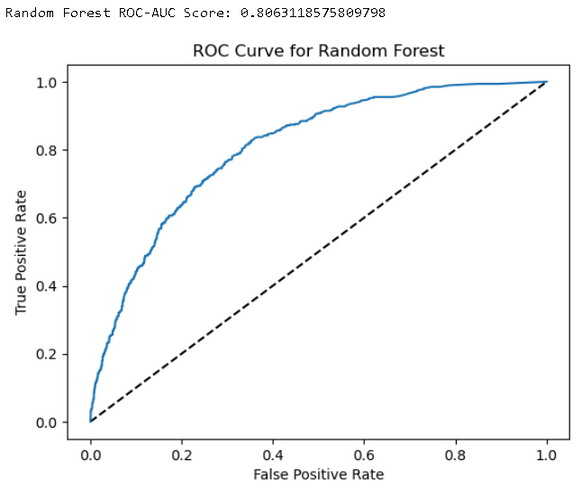 Random Forest ROC-AUC Score: 0.8063118575809798
ROC Curve for Random Forest
1.0
0.8
0.6
0.4
0.2
0.0
True Positive Rate
0.0 0.2 0.4 0.6 0.8 1.0
False Positive Rate